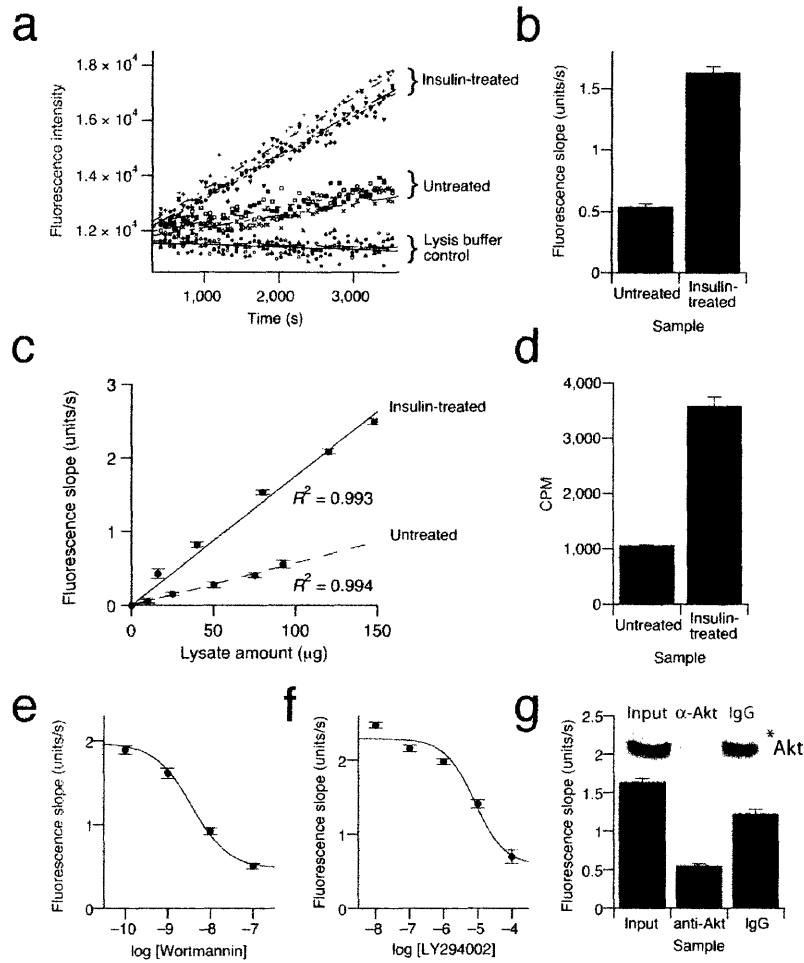 a
Fluorescence intensity
1.8 × 10⁴
1.6 × 10⁴
1.4 × 10⁴
1.2 × 10⁴
Insulin-treated
Untreated
Lysis buffer
control
1,000 2,000 3,000
Time (s)
b
Fluorescence slope (units/s)
1.5
1
0.5
0
Untreated Insulin-
treated
Sample
c
Fluorescence slope (units/s)
3
2
1
0
Insulin-treated
R² = 0.993
Untreated
R² = 0.994
0 50 100 150
Lysate amount (μg)
d
CPM
4,000
3,000
2,000
1,000
0
Untreated Insulin-
treated
Sample
e
Fluorescence slope (units/s)
2
1
0
−10 −9 −8 −7
log [Wortmannin]
f
Fluorescence slope (units/s)
2
1
0
−8 −7 −6 −5 −4
log [LY294002]
g
Fluorescence slope (units/s)
2.5
2
1.5
1
0.5
0
Input α-Akt IgG
*Akt
Input anti-Akt IgG
Sample